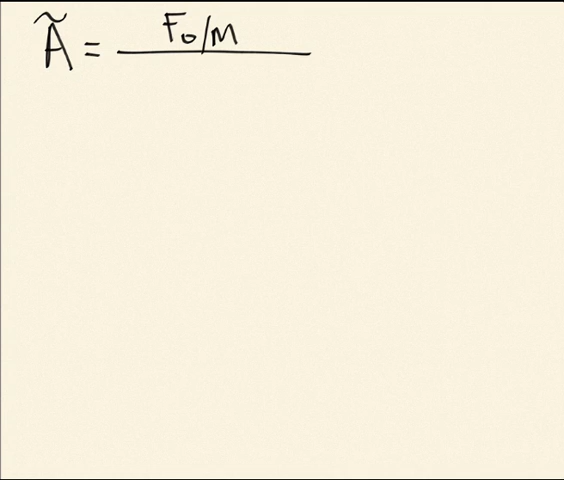 Ã = F₀/M